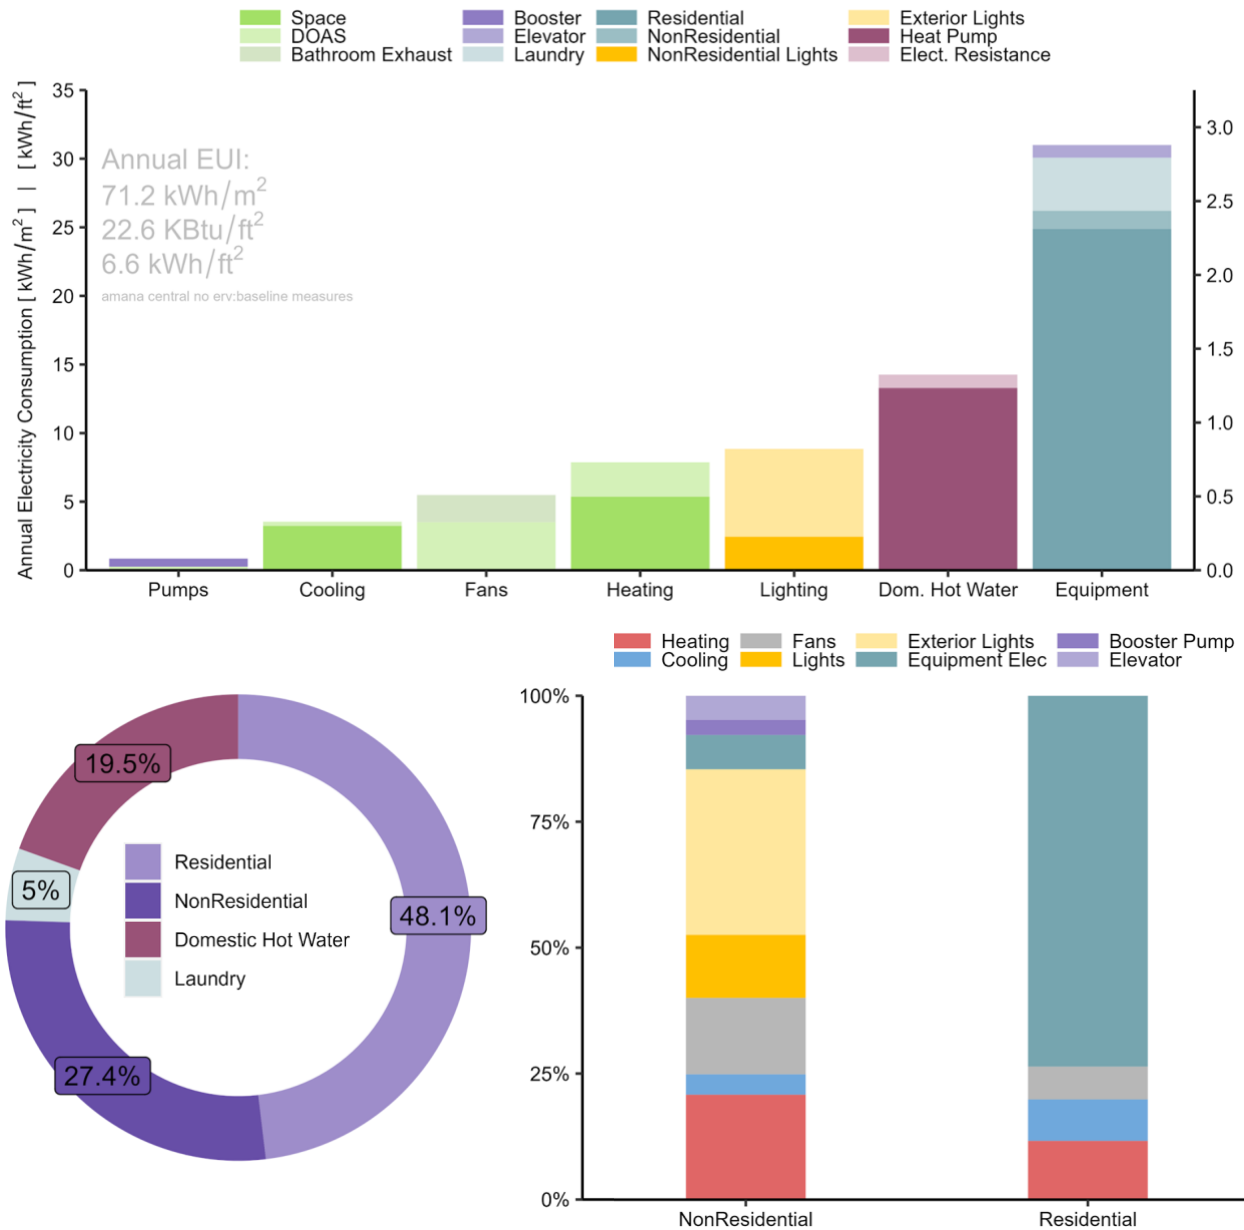 Space
DOAS
Bathroom Exhaust
Booster
Elevator
Laundry
Residential
NonResidential
NonResidential Lights
Exterior Lights
Heat Pump
Elect. Resistance
Annual Electricity Consumption [ kWh/m² ] | [ kWh/ft² ]
35
30
25
20
15
10
5
0
Annual EUI:
71.2 kWh/m²
22.6 KBtu/ft²
6.6 kWh/ft²
amana central no erv:baseline measures
3.0
2.5
2.0
1.5
1.0
0.5
0.0
Pumps
Cooling
Fans
Heating
Lighting
Dom. Hot Water
Equipment
19.5%
5%
27.4%
48.1%
Residential
NonResidential
Domestic Hot Water
Laundry
Heating
Cooling
Fans
Lights
Exterior Lights
Equipment Elec
Booster Pump
Elevator
100%
75%
50%
25%
0%
NonResidential
Residential